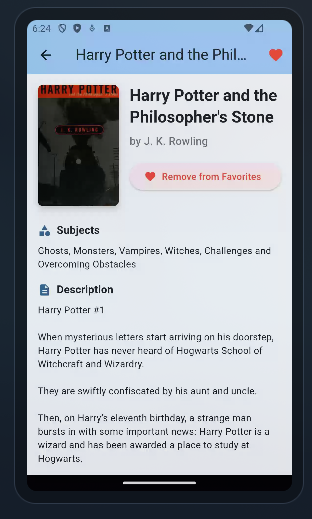 6:24
Harry Potter and the Phil...
HARRY POTTER
J. K. ROWLING
Harry Potter and the
Philosopher's Stone
by J. K. Rowling
Remove from Favorites
Subjects
Ghosts, Monsters, Vampires, Witches, Challenges and
Overcoming Obstacles
Description
Harry Potter #1
When mysterious letters start arriving on his doorstep,
Harry Potter has never heard of Hogwarts School of
Witchcraft and Wizardry.
They are swiftly confiscated by his aunt and uncle.
Then, on Harry's eleventh birthday, a strange man
bursts in with some important news: Harry Potter is a
wizard and has been awarded a place to study at
Hogwarts.